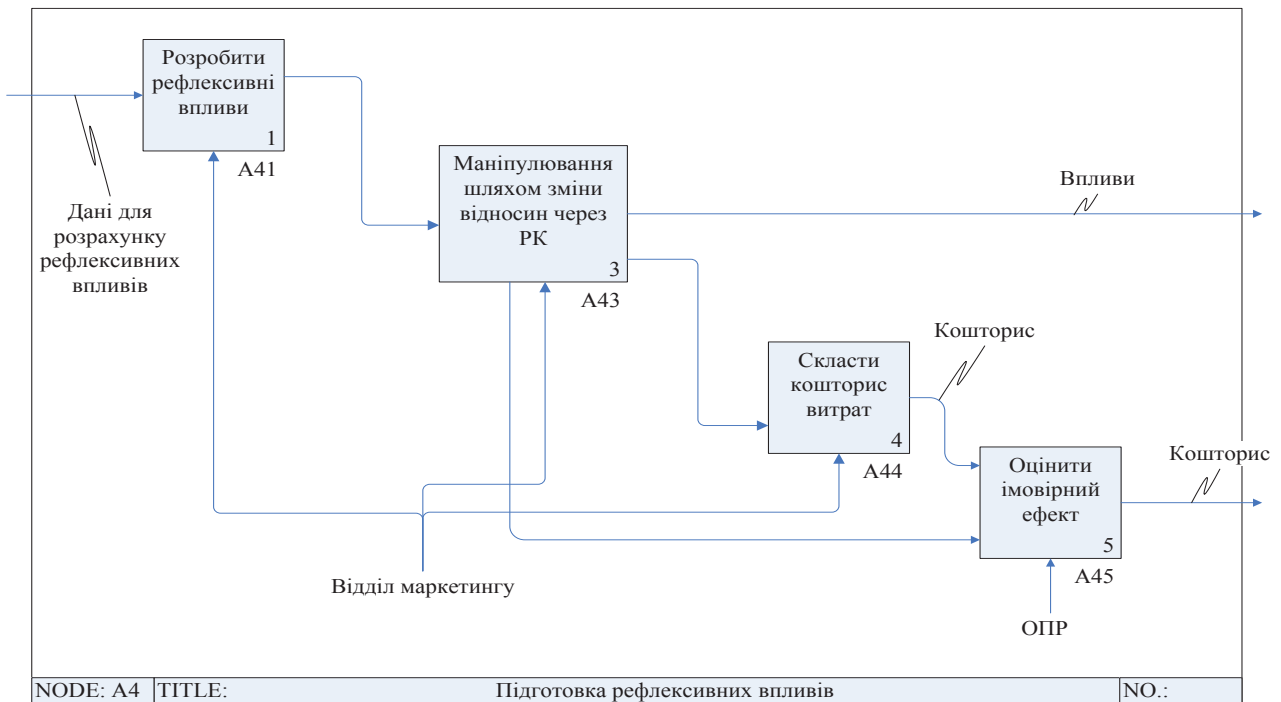 Розробити
рефлексивні
впливи
1
A41
Дані для
розрахунку
рефлексивних
впливів
Маніпулювання
шляхом зміни
відносин через
РК
3
A43
Впливи
Скласти
кошторис
витрат
4
A44
Кошторис
Оцінити
імовірний
ефект
5
A45
Кошторис
Відділ маркетингу
ОПР
NODE: A4 TITLE: Підготовка рефлексивних впливів NO.: